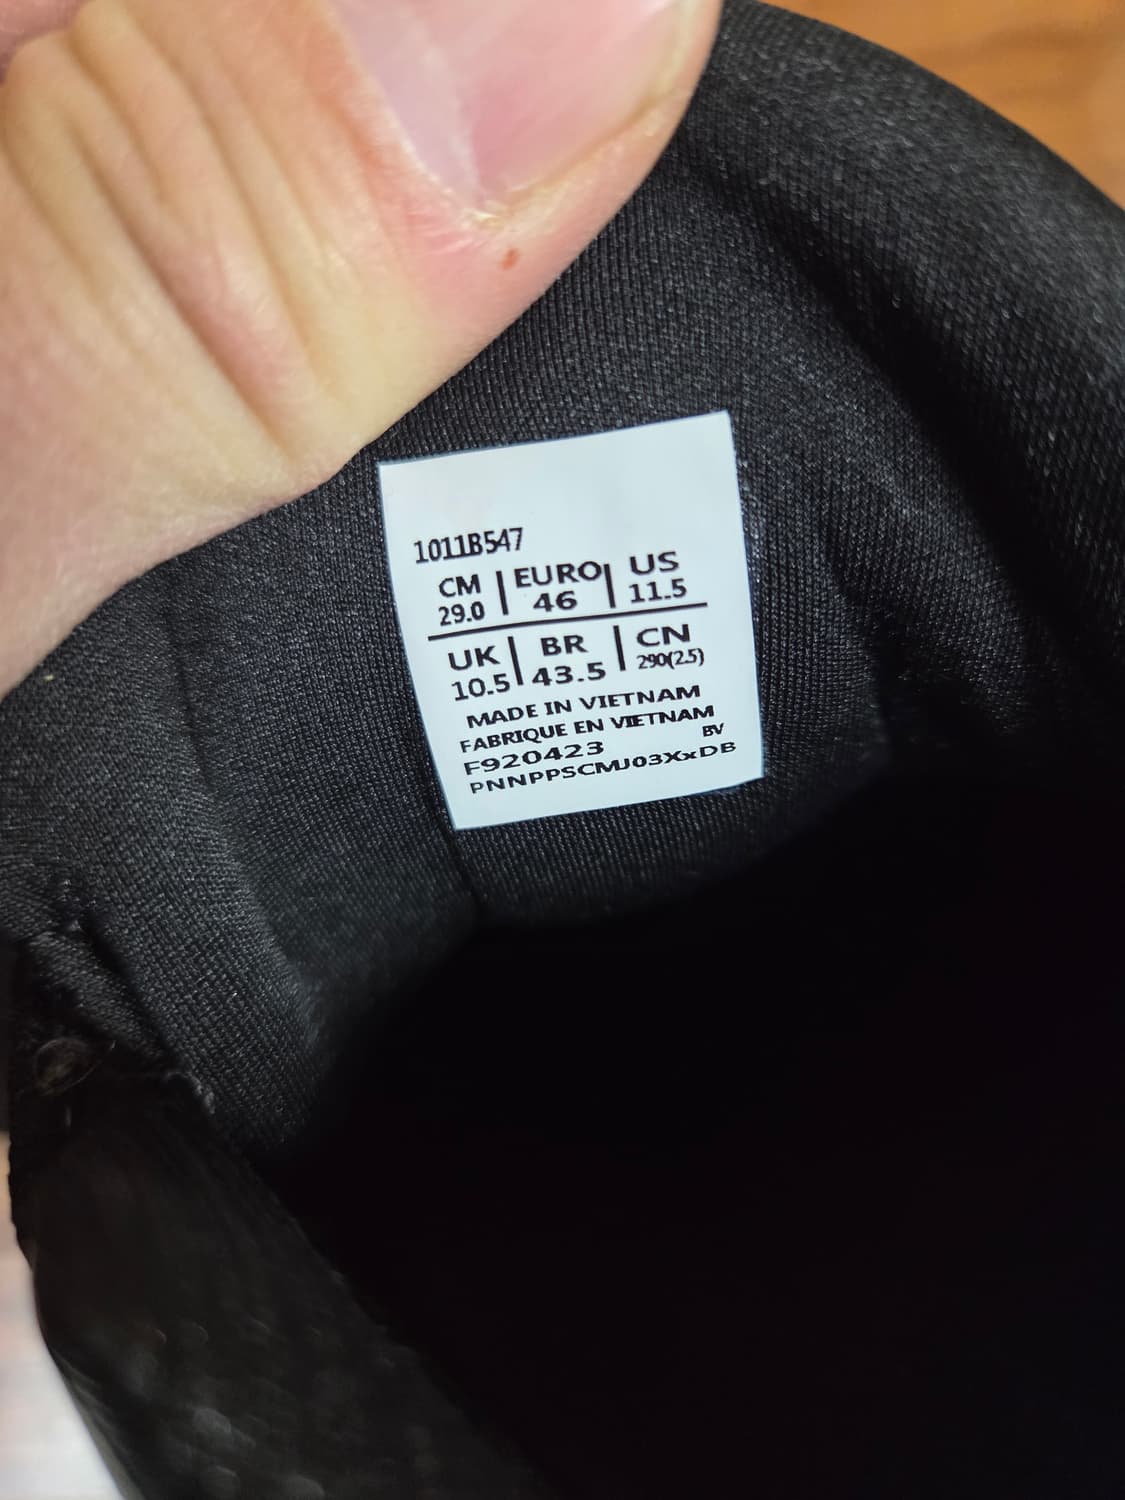 1011B547
CM | EURO | US
29.0 | 46 | 11.5
UK | BR | CN
10.5 | 43.5 | 290(2.5)
MADE IN VIETNAM
FABRIQUE EN VIETNAM
F920423 BV
PNNPPSCMJ03XxDB